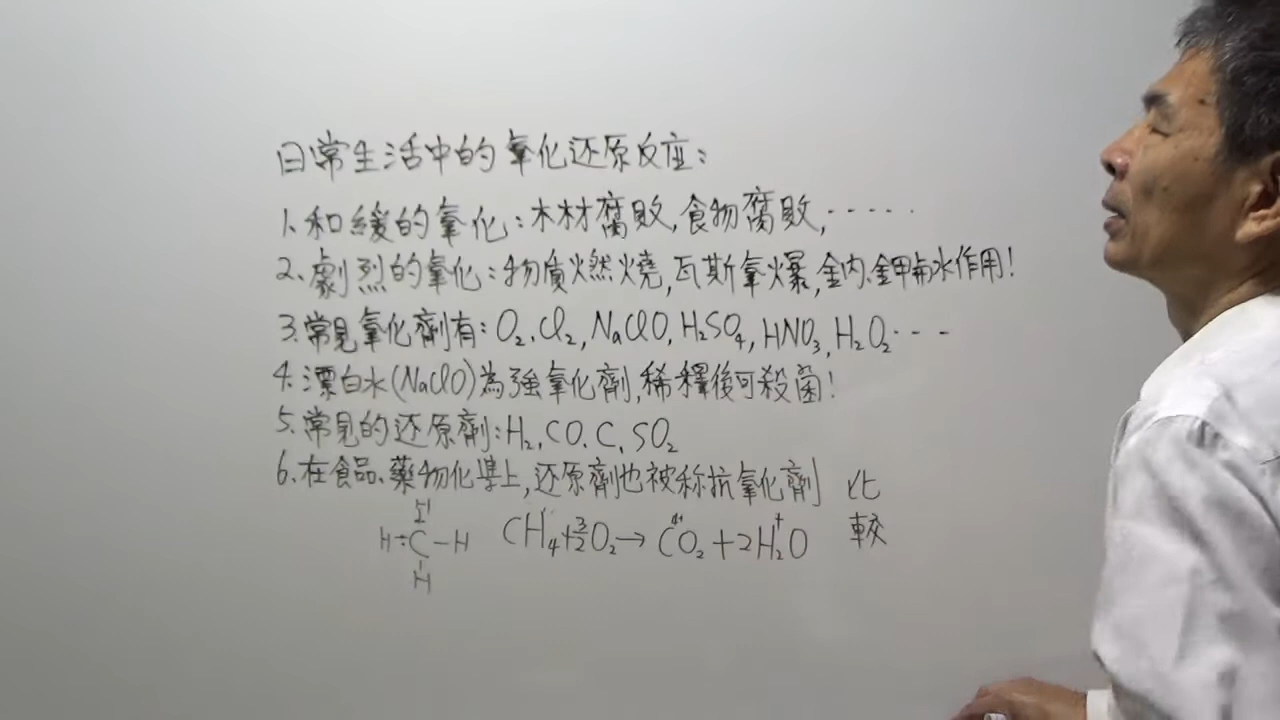 日常生活中的氧化还原反应:
1.和緩的氧化:木材腐敗,食物腐敗,……
2.劇烈的氧化:物質燃燒,瓦斯氣爆,鈉、鉀與水作用!
3.常見氧化劑有:O₂、Cl₂,NaClO,H₂SO₄,HNO₃,H₂O₂…
4.漂白水(NaClO)為強氧化劑,稀釋後可殺菌!
5.常見的还原劑:H₂、CO、C、SO₂
6.在食品、藥物化學上,还原劑也被称抗氧化劑 比較
H
H:C-H CH₄+3/2O₂→CO₂+2H₂O
H